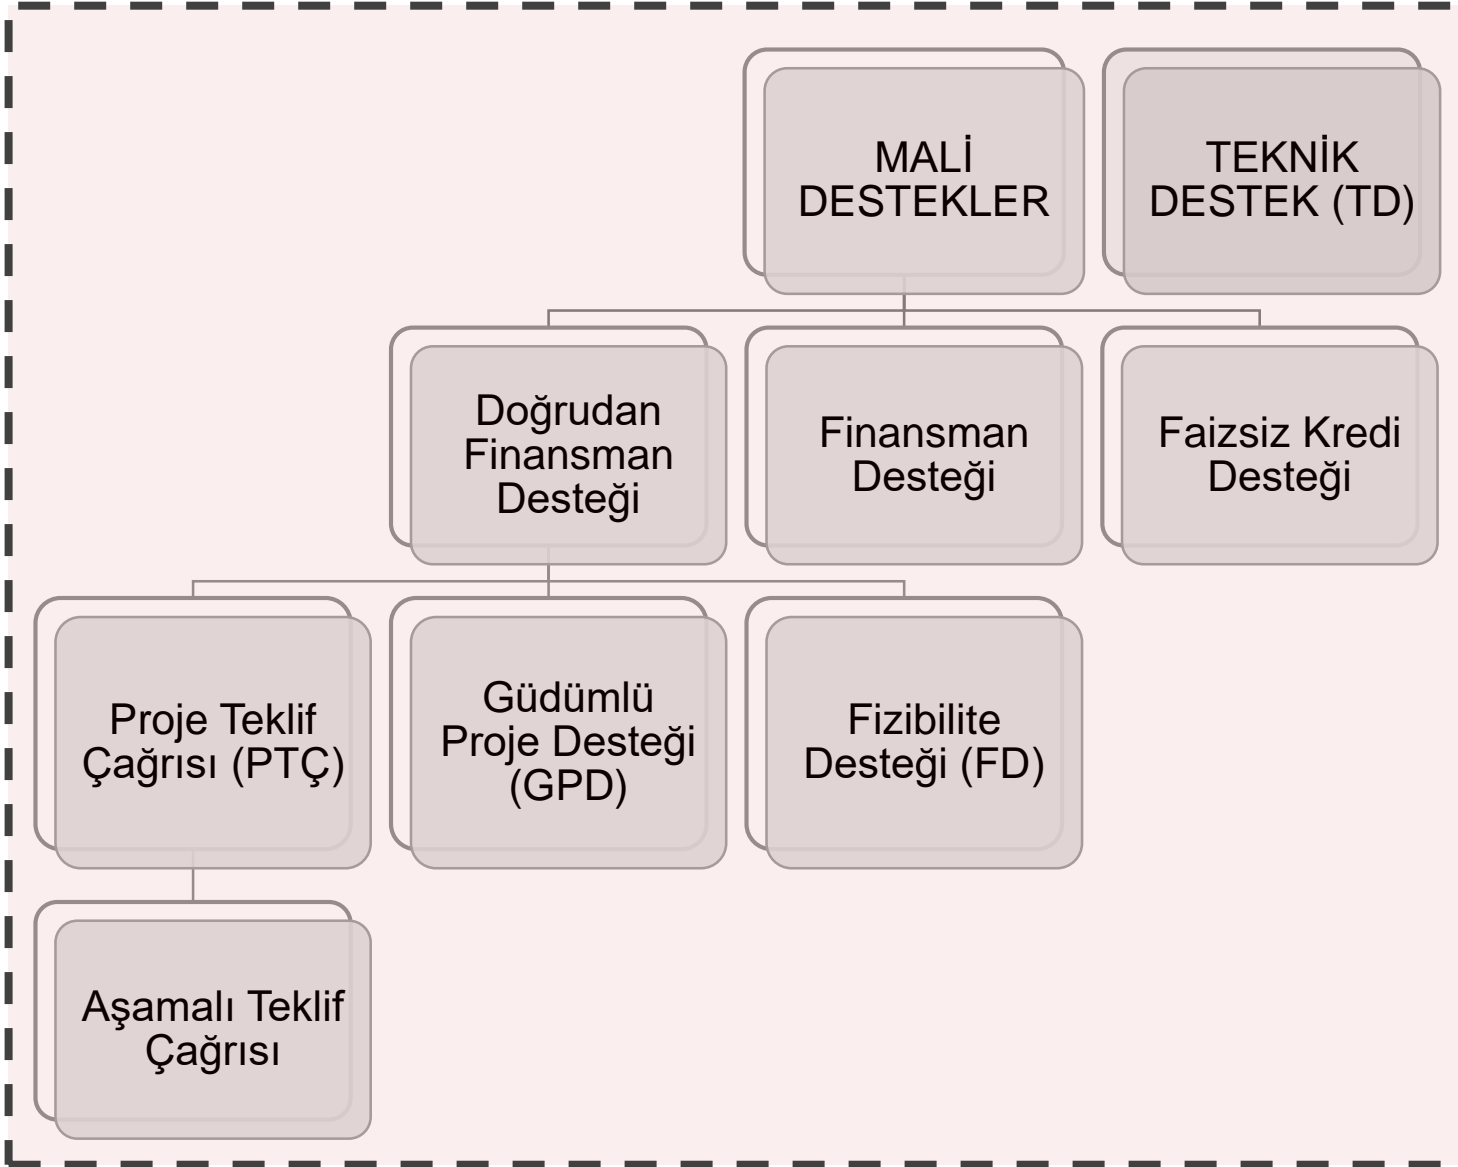 MALİ
DESTEKLER
TEKNİK
DESTEK (TD)
Doğrudan
Finansman
Desteği
Finansman
Desteği
Faizsiz Kredi
Desteği
Proje Teklif
Çağrısı (PTÇ)
Güdümlü
Proje Desteği
(GPD)
Fizibilite
Desteği (FD)
Aşamalı Teklif
Çağrısı